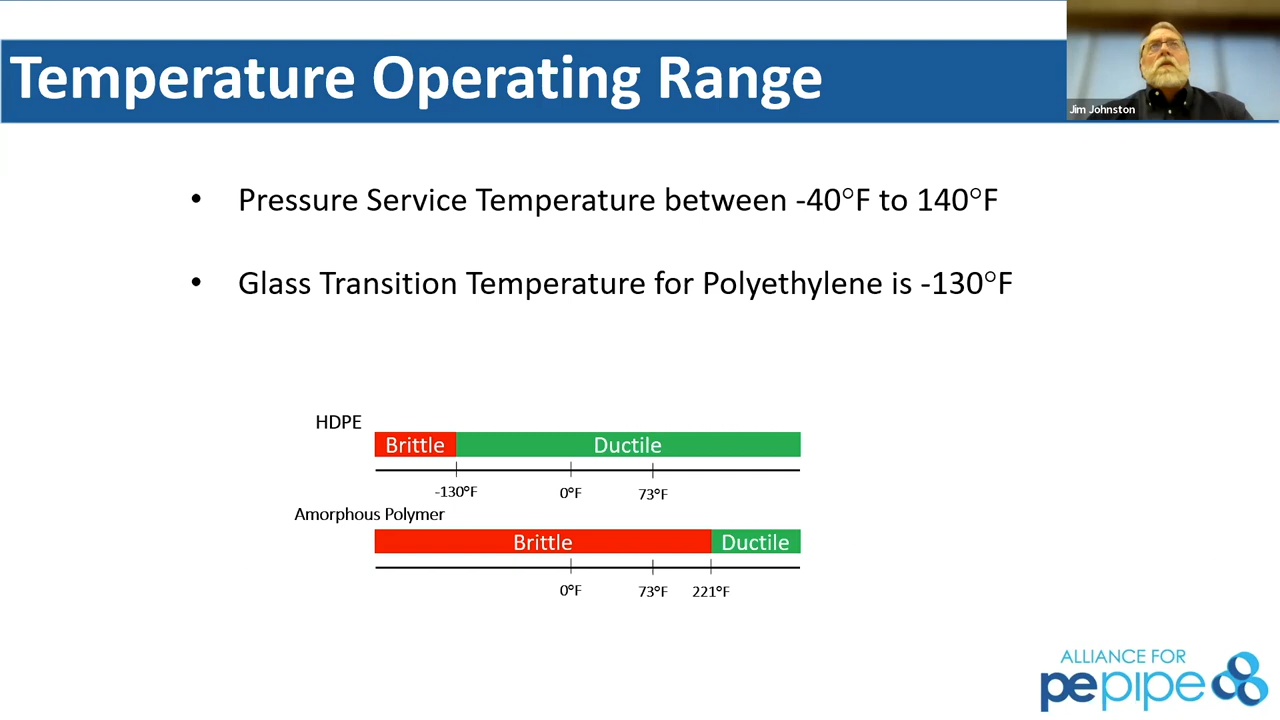 Temperature Operating Range
Jim Johnston
• Pressure Service Temperature between -40°F to 140°F
• Glass Transition Temperature for Polyethylene is -130°F
HDPE
Brittle Ductile
-130°F 0°F 73°F
Amorphous Polymer
Brittle Ductile
0°F 73°F 221°F
ALLIANCE FOR
pepipe